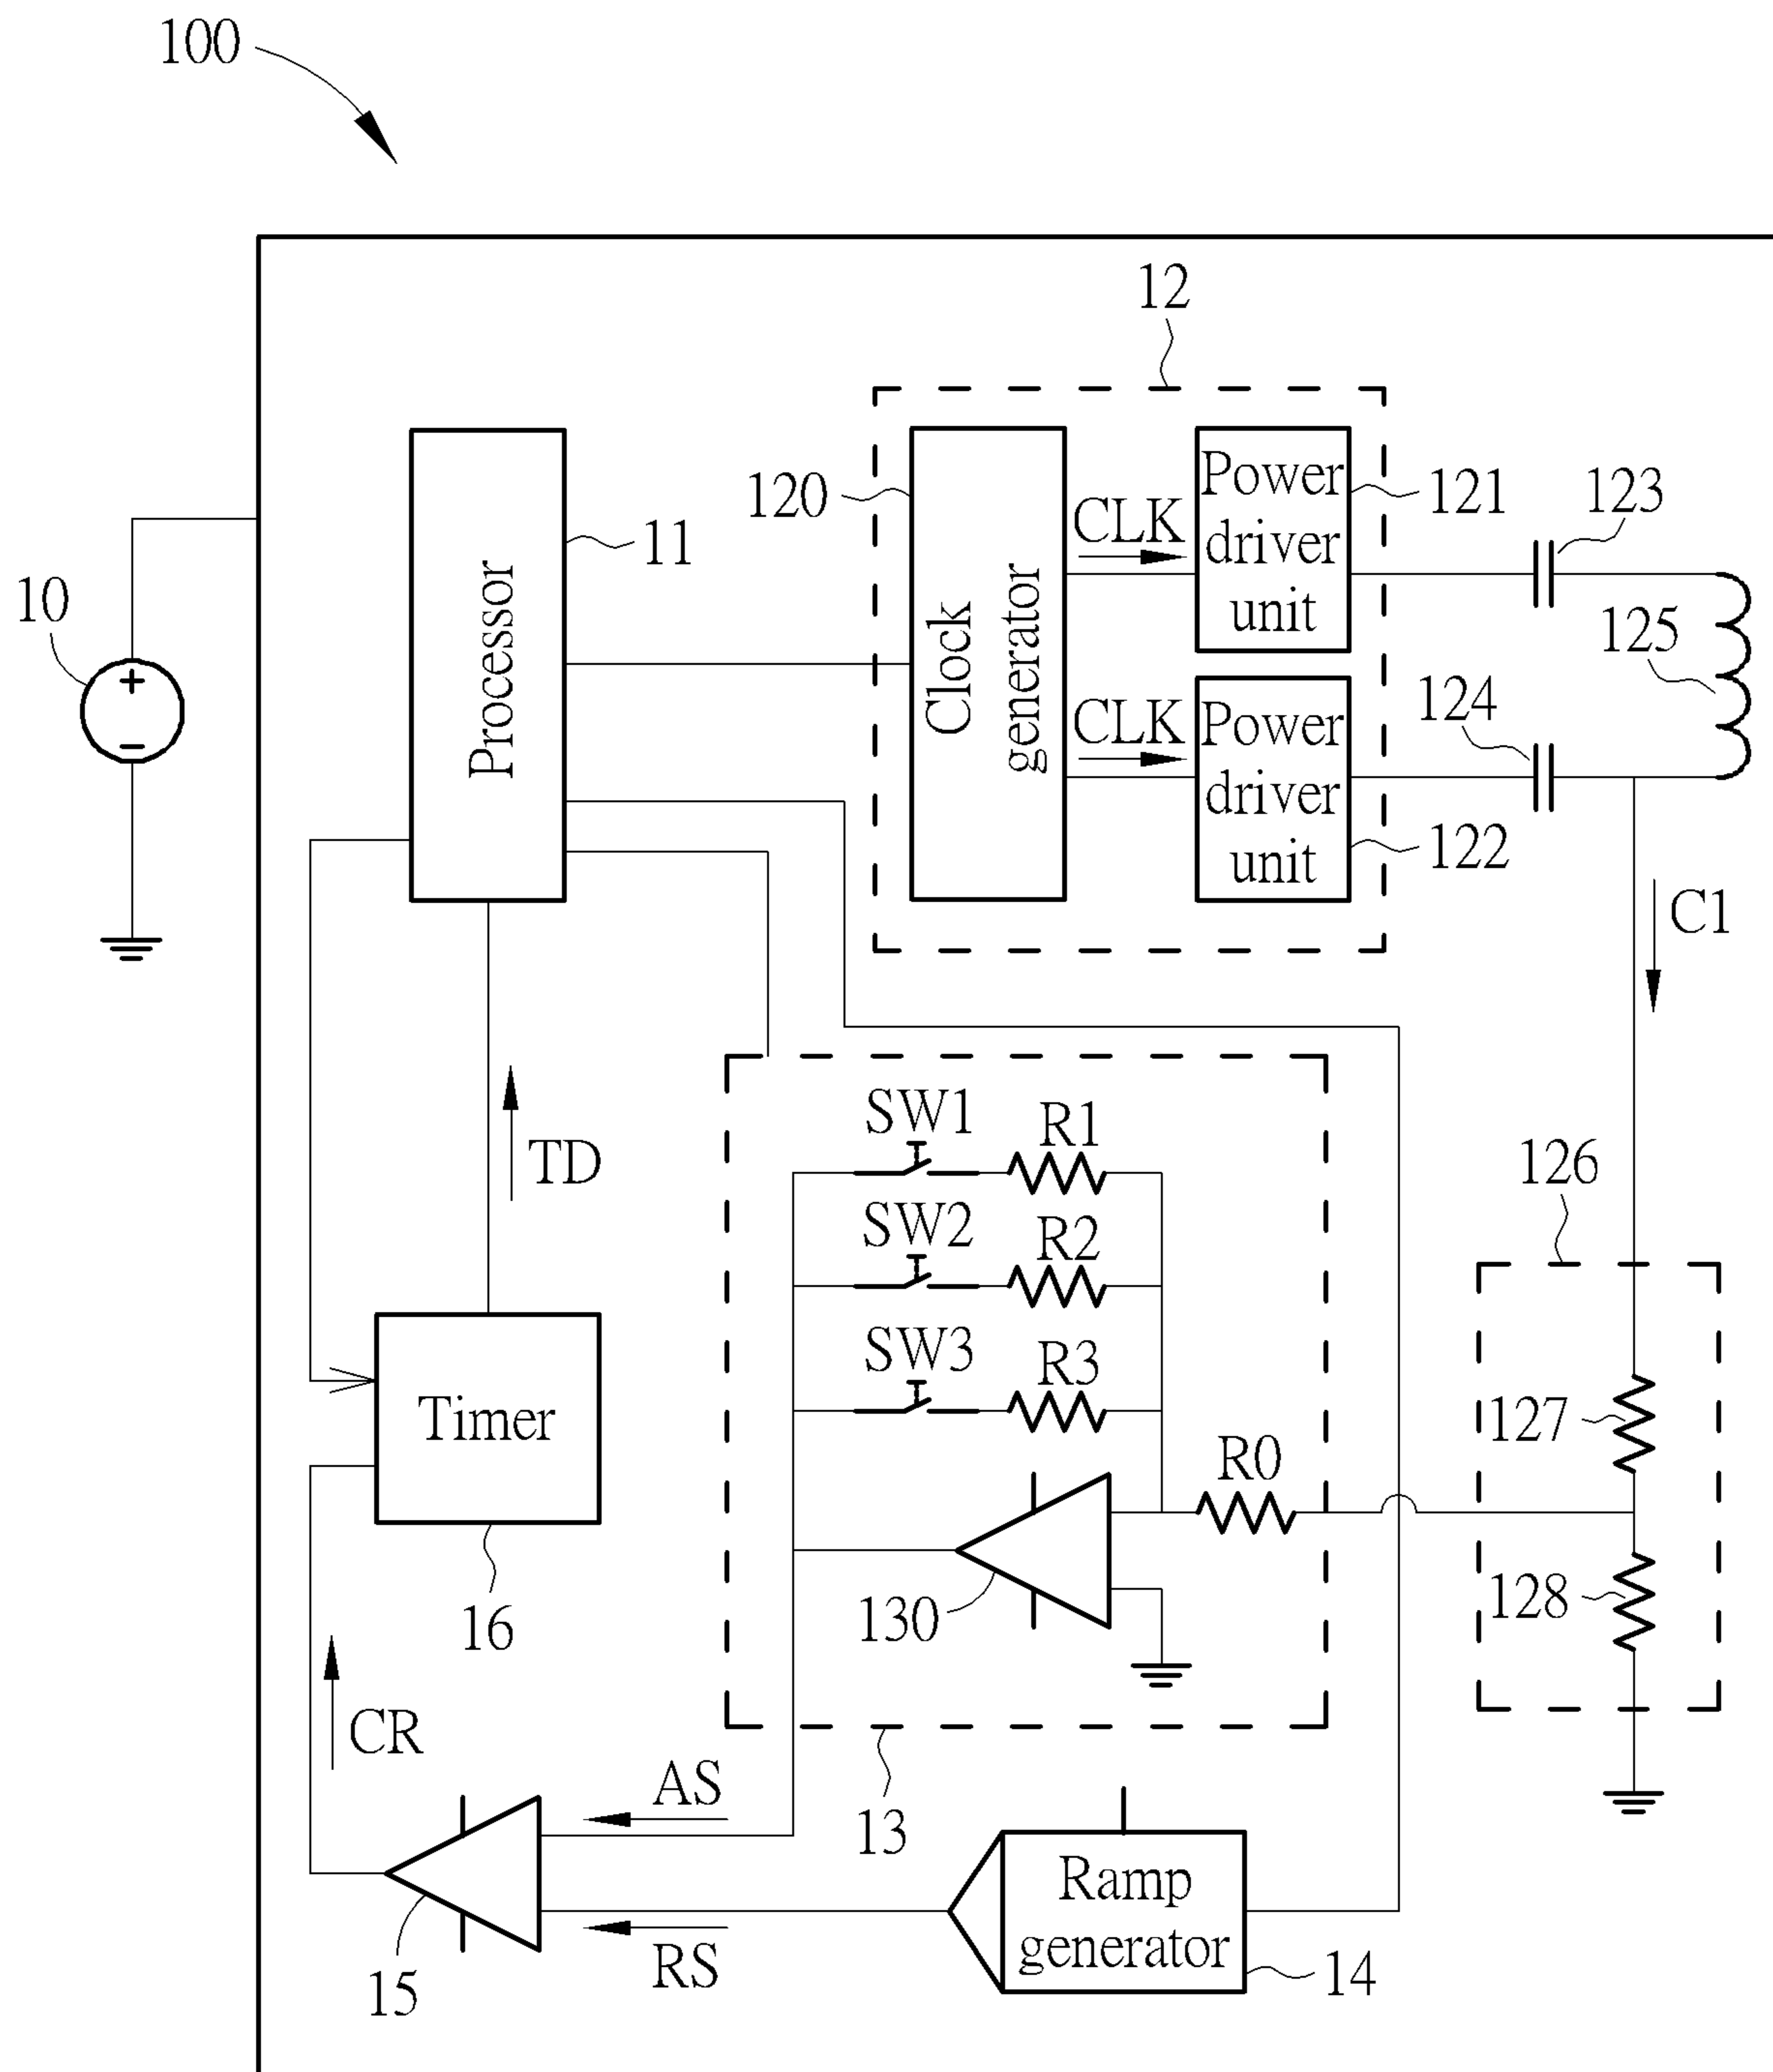 100
12
120
Power
driver
unit
121
123
CLK
11
10
Processor
Clock
generator
125
124
CLK
Power
driver
unit
122
C1
SW1
R1
TD
126
SW2
R2
SW3
R3
127
Timer
R0
128
130
16
CR
AS
13
Ramp
generator
RS
14
15